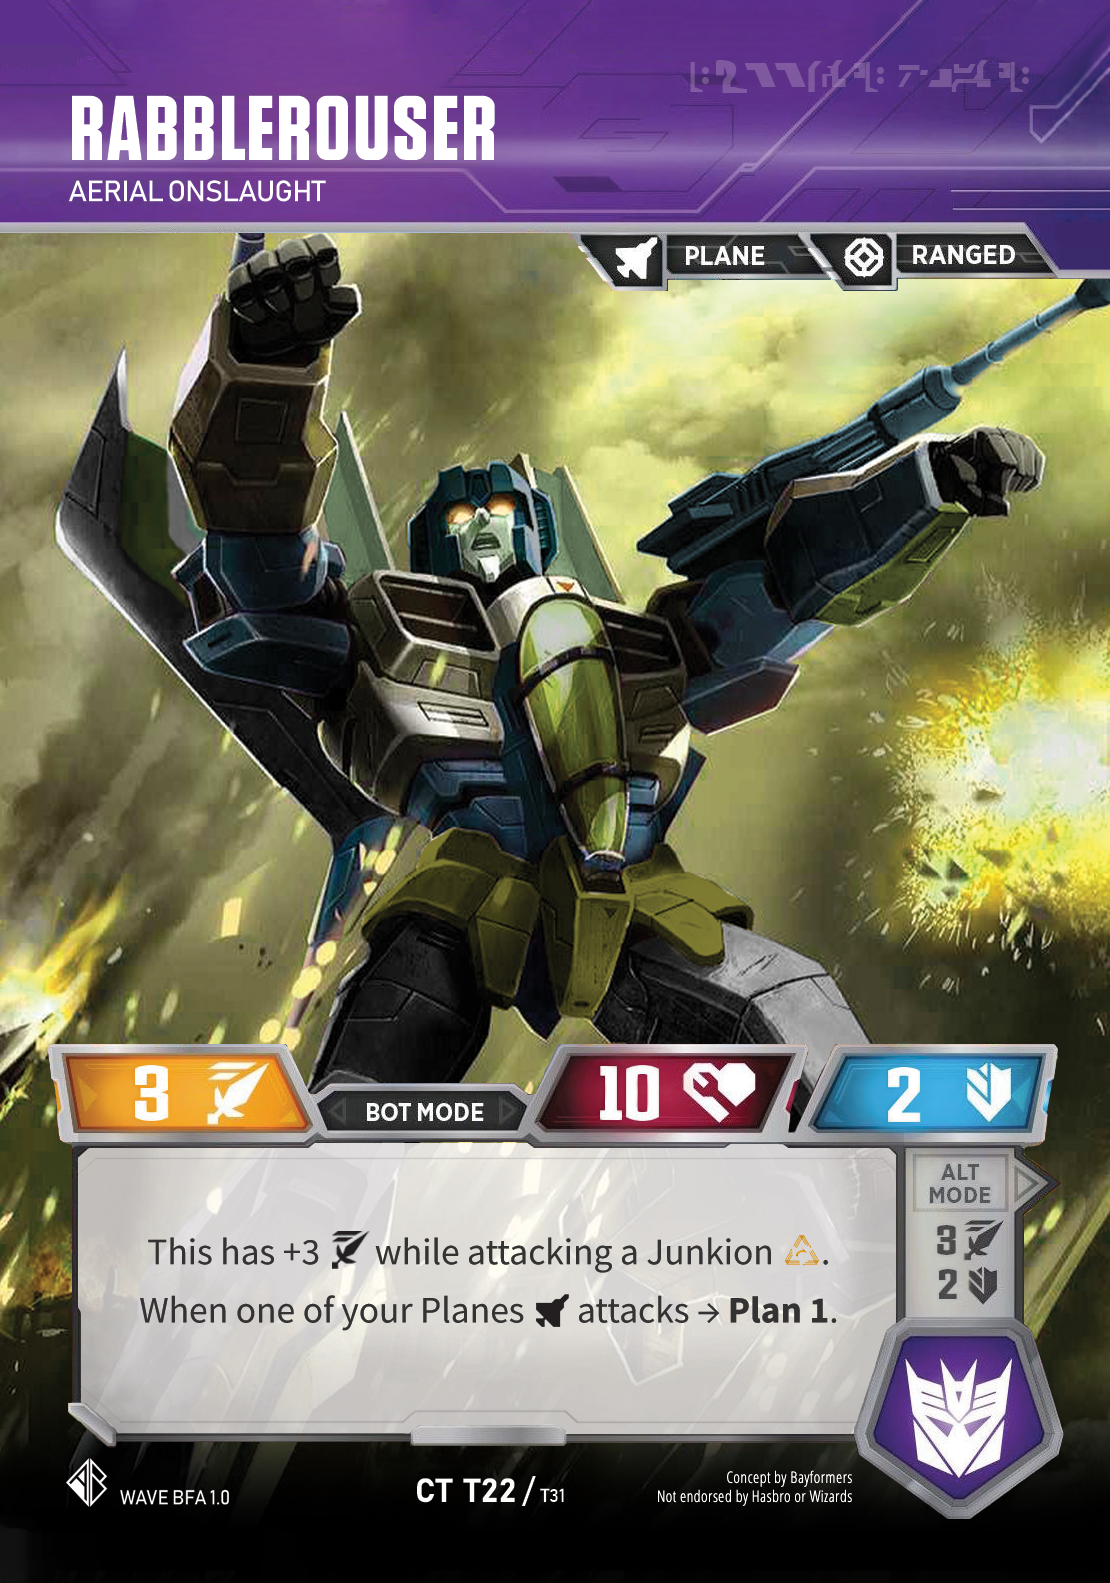 RABBLEROUSER
AERIAL ONSLAUGHT
PLANE
RANGED
3
BOT MODE
10
2
This has +3 while attacking a Junkion .
When one of your Planes attacks → Plan 1.
ALT
MODE
3
2
WAVE BFA 1.0
CT T22 / T31
Concept by Bayformers
Not endorsed by Hasbro or Wizards